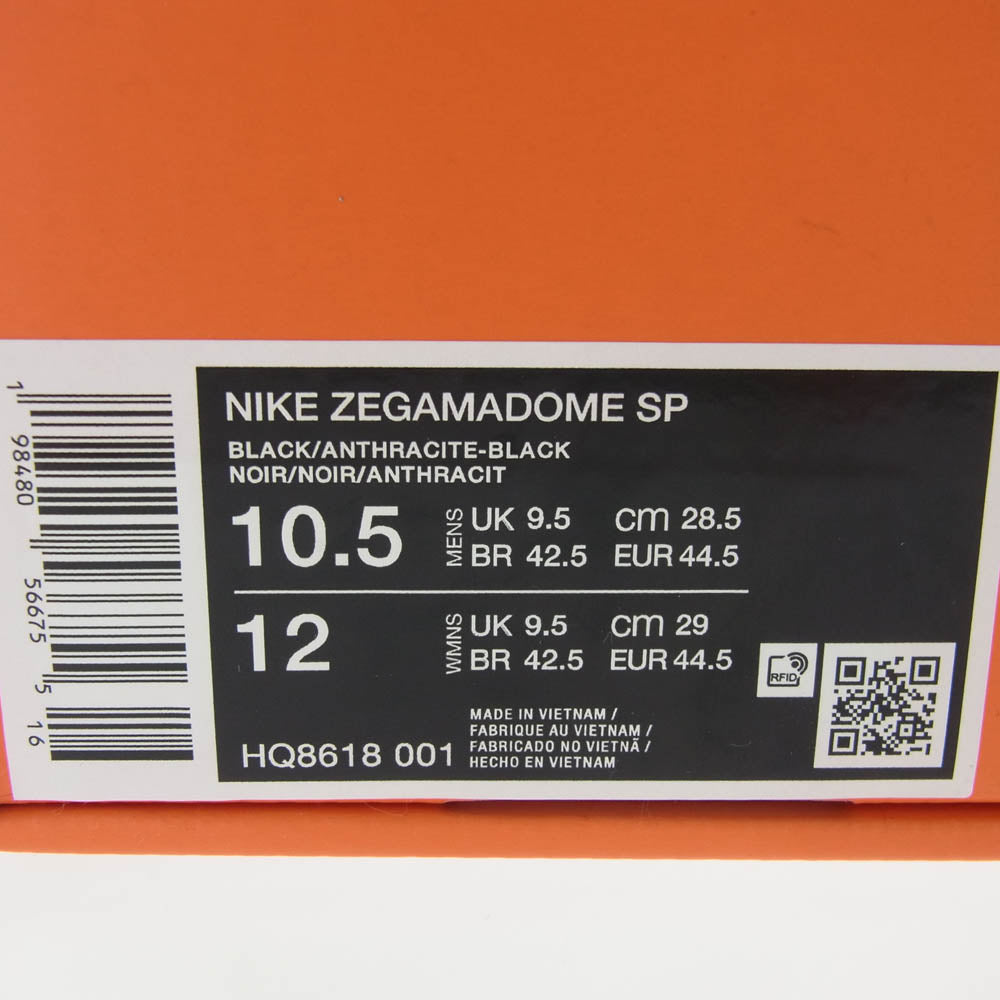 1 98480 56675 5 16
NIKE ZEGAMADOME SP
BLACK/ANTHRACITE-BLACK
NOIR/NOIR/ANTHRACIT
10.5 MENS UK 9.5 cm 28.5
BR 42.5 EUR 44.5
12 WMNS UK 9.5 cm 29
BR 42.5 EUR 44.5
RFID
HQ8618 001
MADE IN VIETNAM /
FABRIQUE AU VIETNAM /
FABRICADO NO VIETNÃ /
HECHO EN VIETNAM